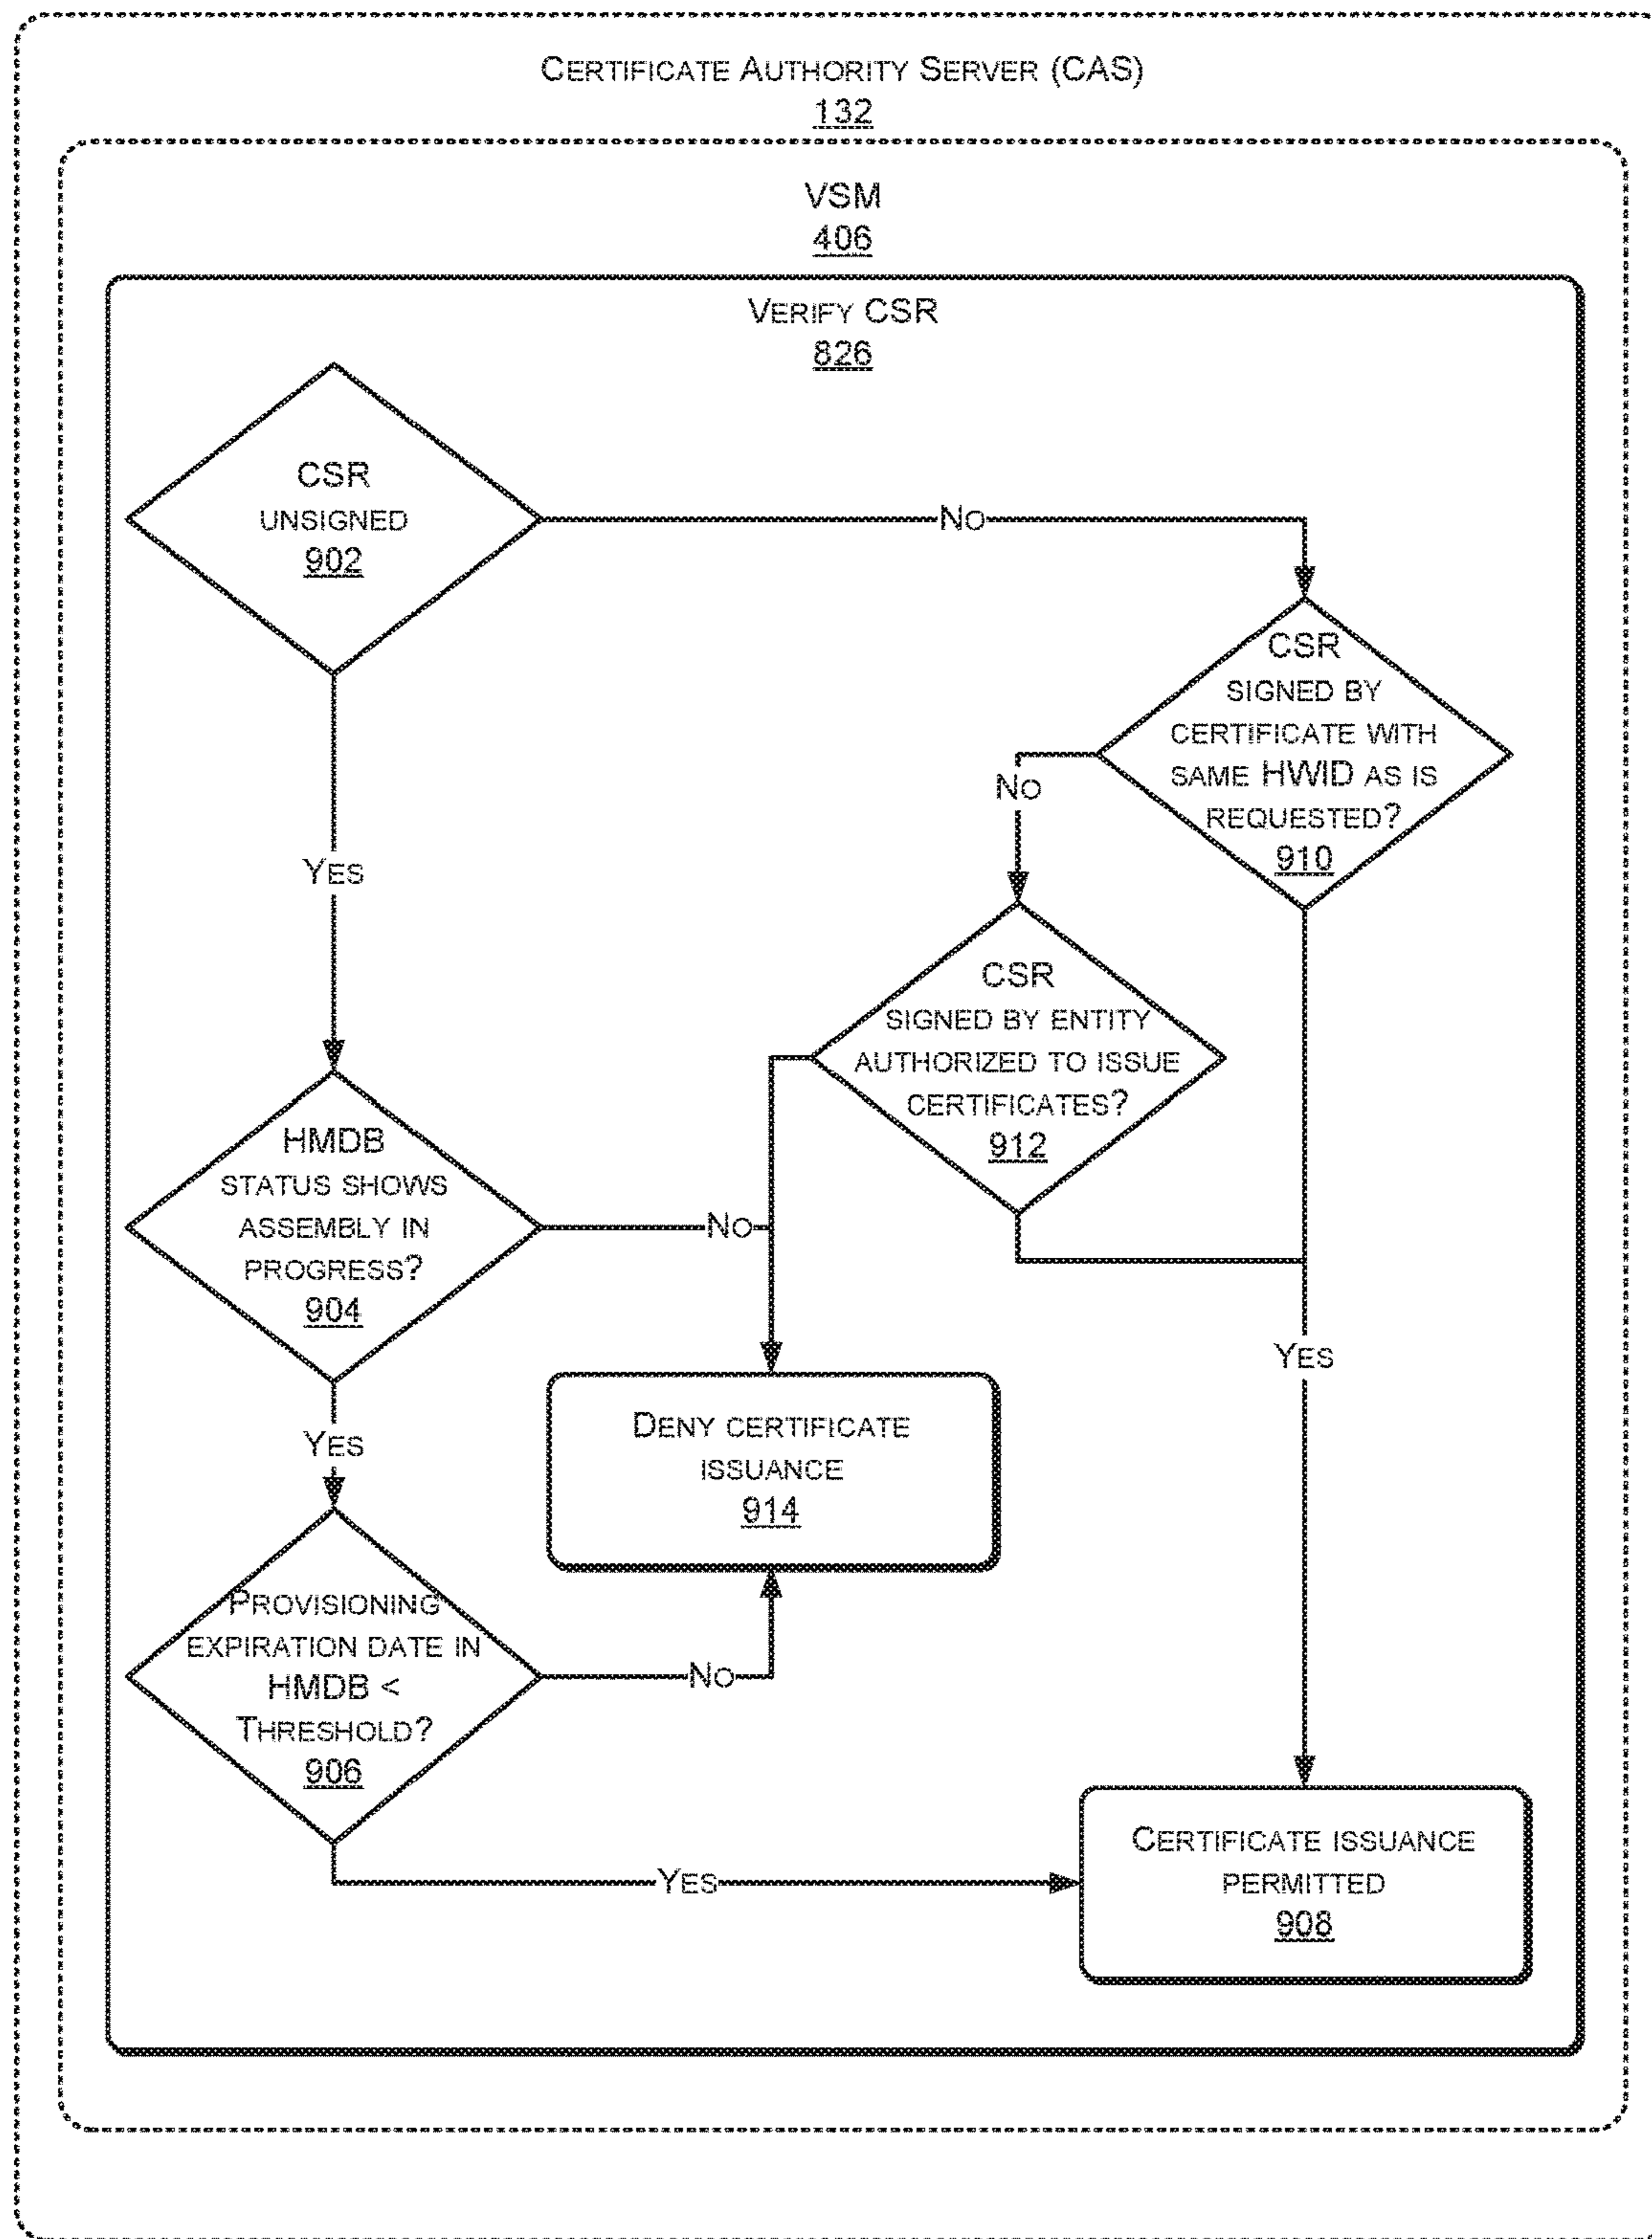 CERTIFICATE AUTHORITY SERVER (CAS)
132
VSM
406
VERIFY CSR
826
CSR
UNSIGNED
902
NO
CSR
SIGNED BY
CERTIFICATE WITH
SAME HWID AS IS
REQUESTED?
910
NO
YES
CSR
SIGNED BY ENTITY
AUTHORIZED TO ISSUE
CERTIFICATES?
912
HMDB
STATUS SHOWS
ASSEMBLY IN
PROGRESS?
904
NO
YES
YES
DENY CERTIFICATE
ISSUANCE
914
PROVISIONING
EXPIRATION DATE IN
HMDB <
THRESHOLD?
906
NO
YES
CERTIFICATE ISSUANCE
PERMITTED
908